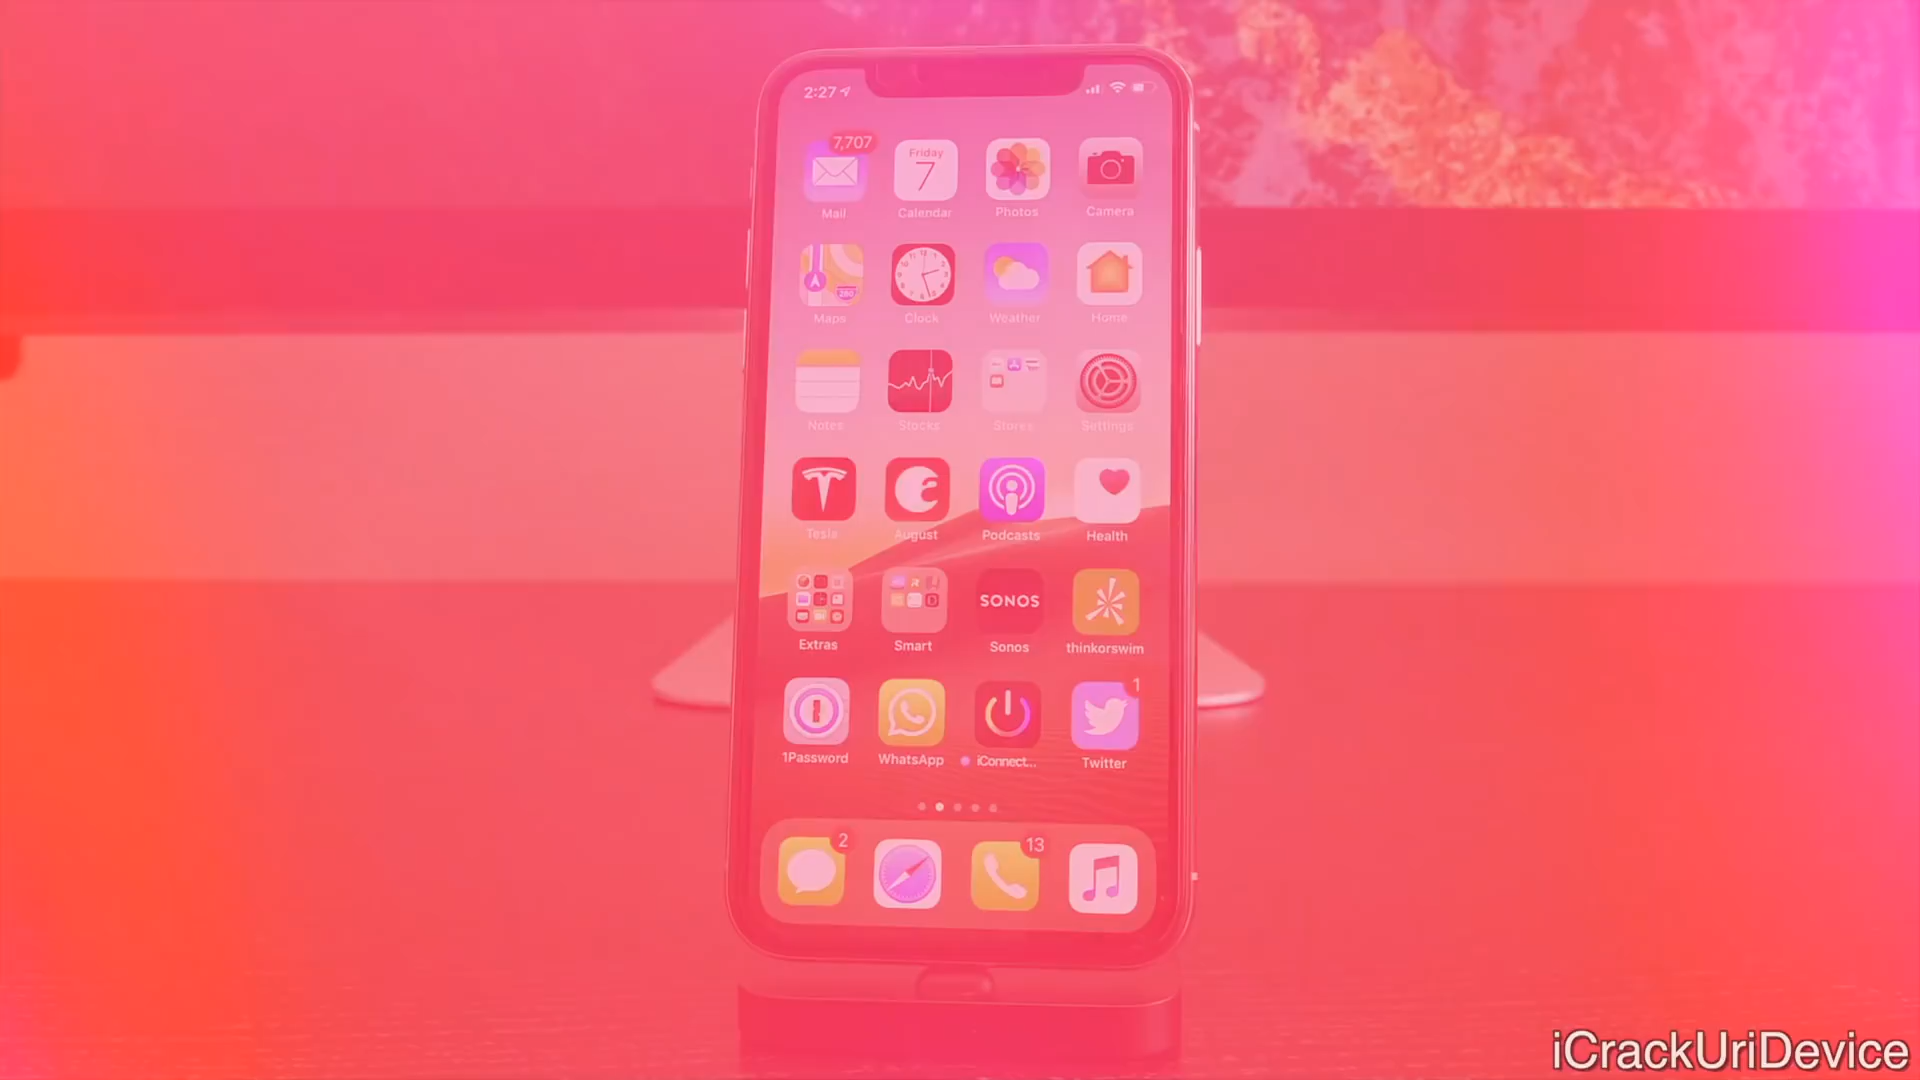 2:27
7,707
Friday
7
Mail Calendar Photos Camera
280
Maps Clock Weather Home
Notes Stocks Stores Settings
Tesla August Podcasts Health
SONOS
Extras Smart Sonos thinkorswim
1
1Password WhatsApp iConnect... Twitter
2 13
iCrackUriDevice